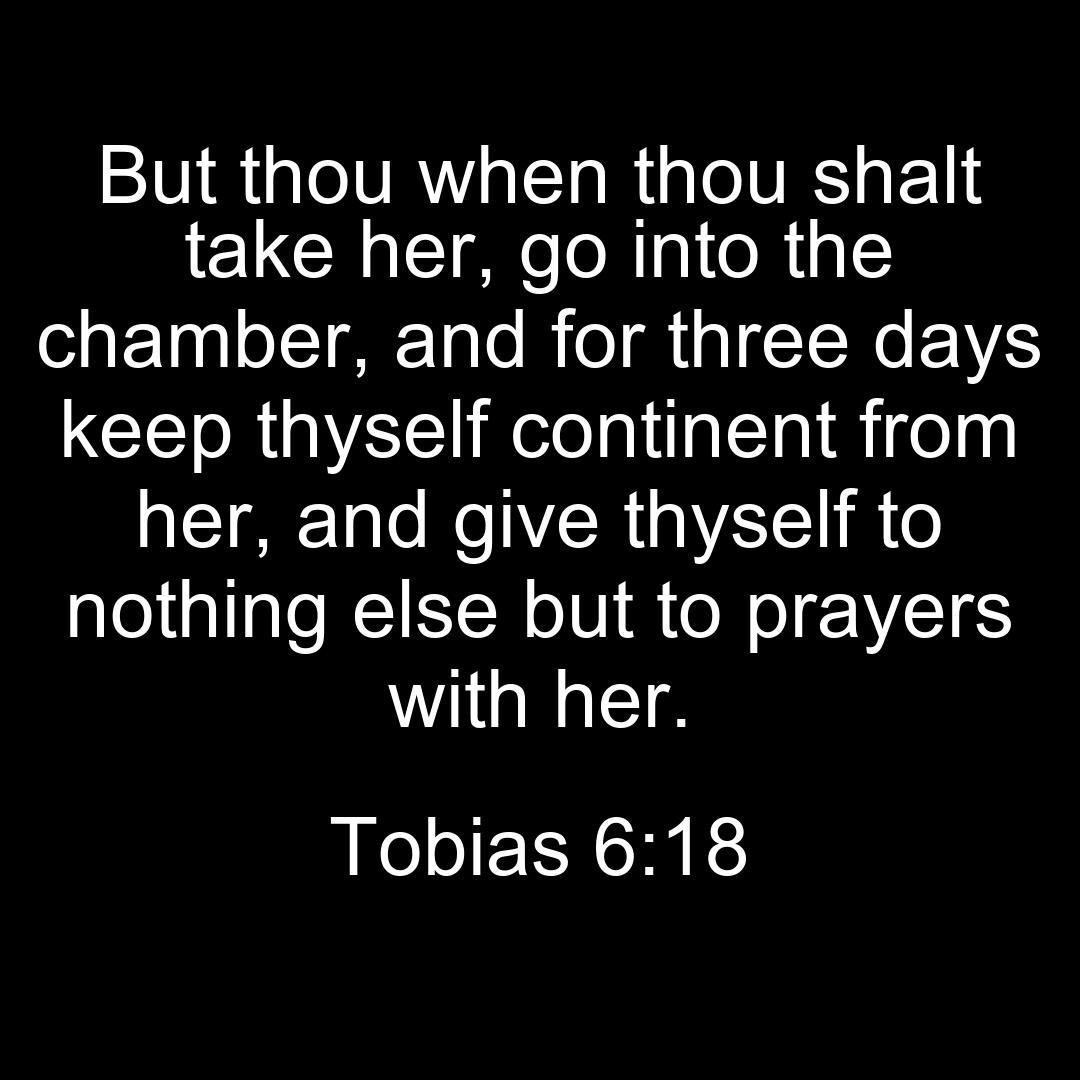 But thou when thou shalt
take her, go into the
chamber, and for three days
keep thyself continent from
her, and give thyself to
nothing else but to prayers
with her.
Tobias 6:18